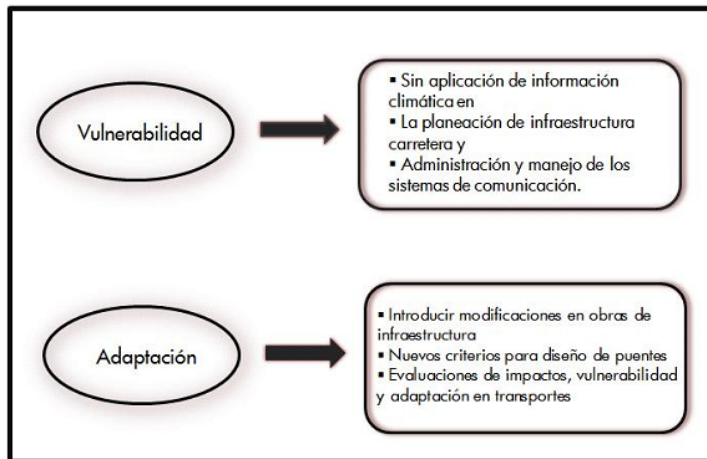 Vulnerabilidad
▪ Sin aplicación de información
climática en
▪ La planeación de infraestructura
carretera y
▪ Administración y manejo de los
sistemas de comunicación.
Adaptación
▪ Introducir modificaciones en obras de
infraestructura
▪ Nuevos criterios para diseño de puentes
▪ Evaluaciones de impactos, vulnerabilidad
y adaptación en transportes